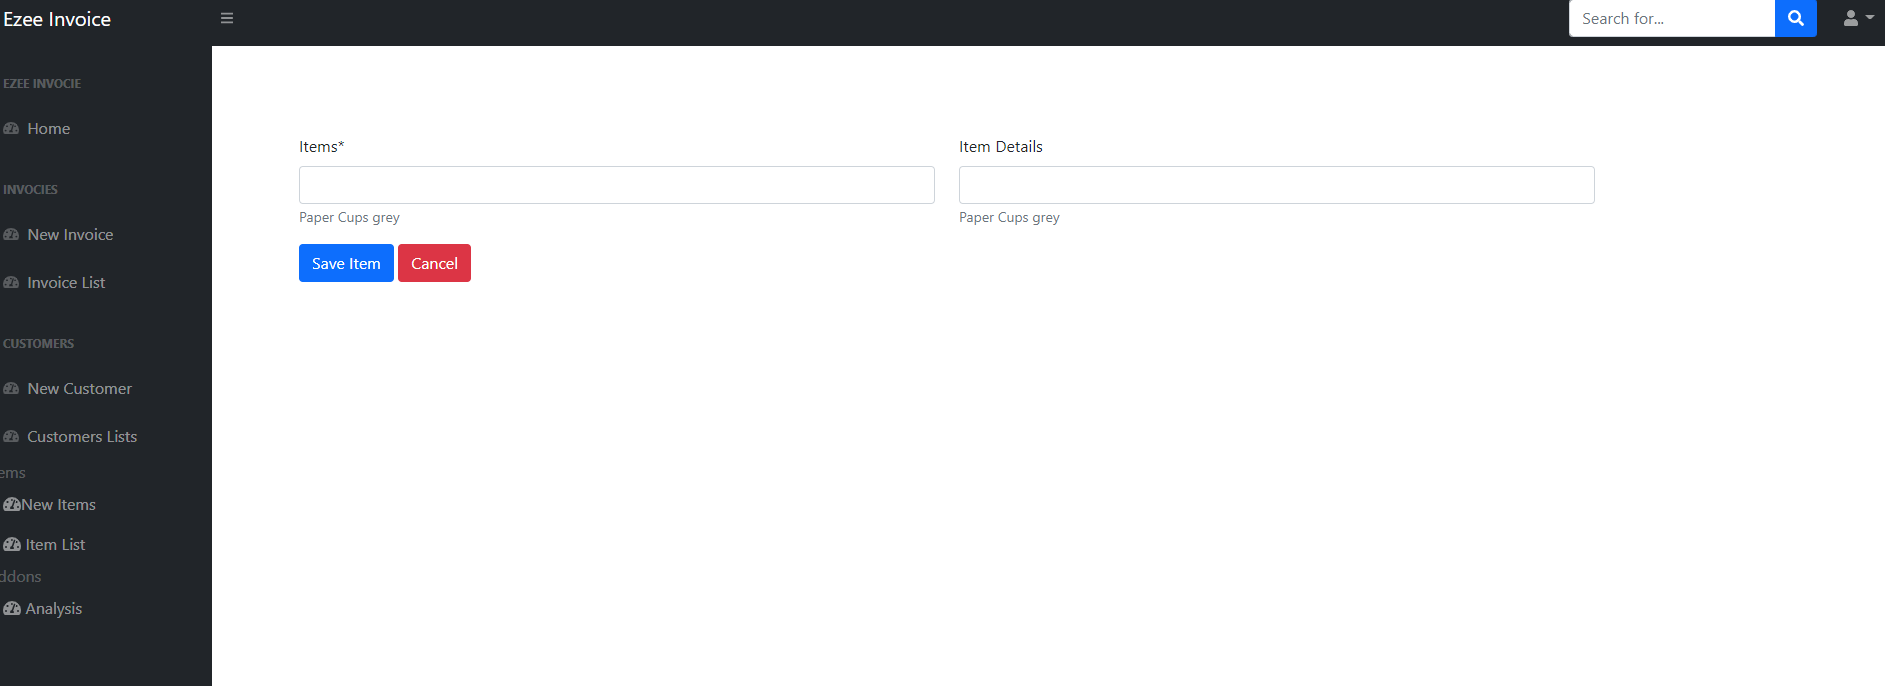 Ezee Invoice
Search for...
EZEE INVOCIE
Home
INVOCIES
New Invoice
Invoice List
CUSTOMERS
New Customer
Customers Lists
ems
New Items
Item List
ddons
Analysis
Items*
Item Details
Paper Cups grey
Paper Cups grey
Save Item
Cancel